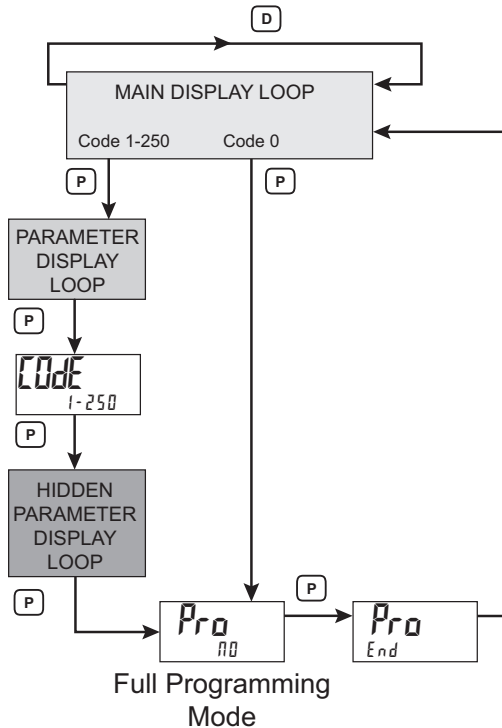 D
MAIN DISPLAY LOOP
Code 1-250 Code 0
P P
PARAMETER
DISPLAY
LOOP
P
COdE
1-250
P
HIDDEN
PARAMETER
DISPLAY
LOOP
P P
Pro Pro
NO End
Full Programming
Mode